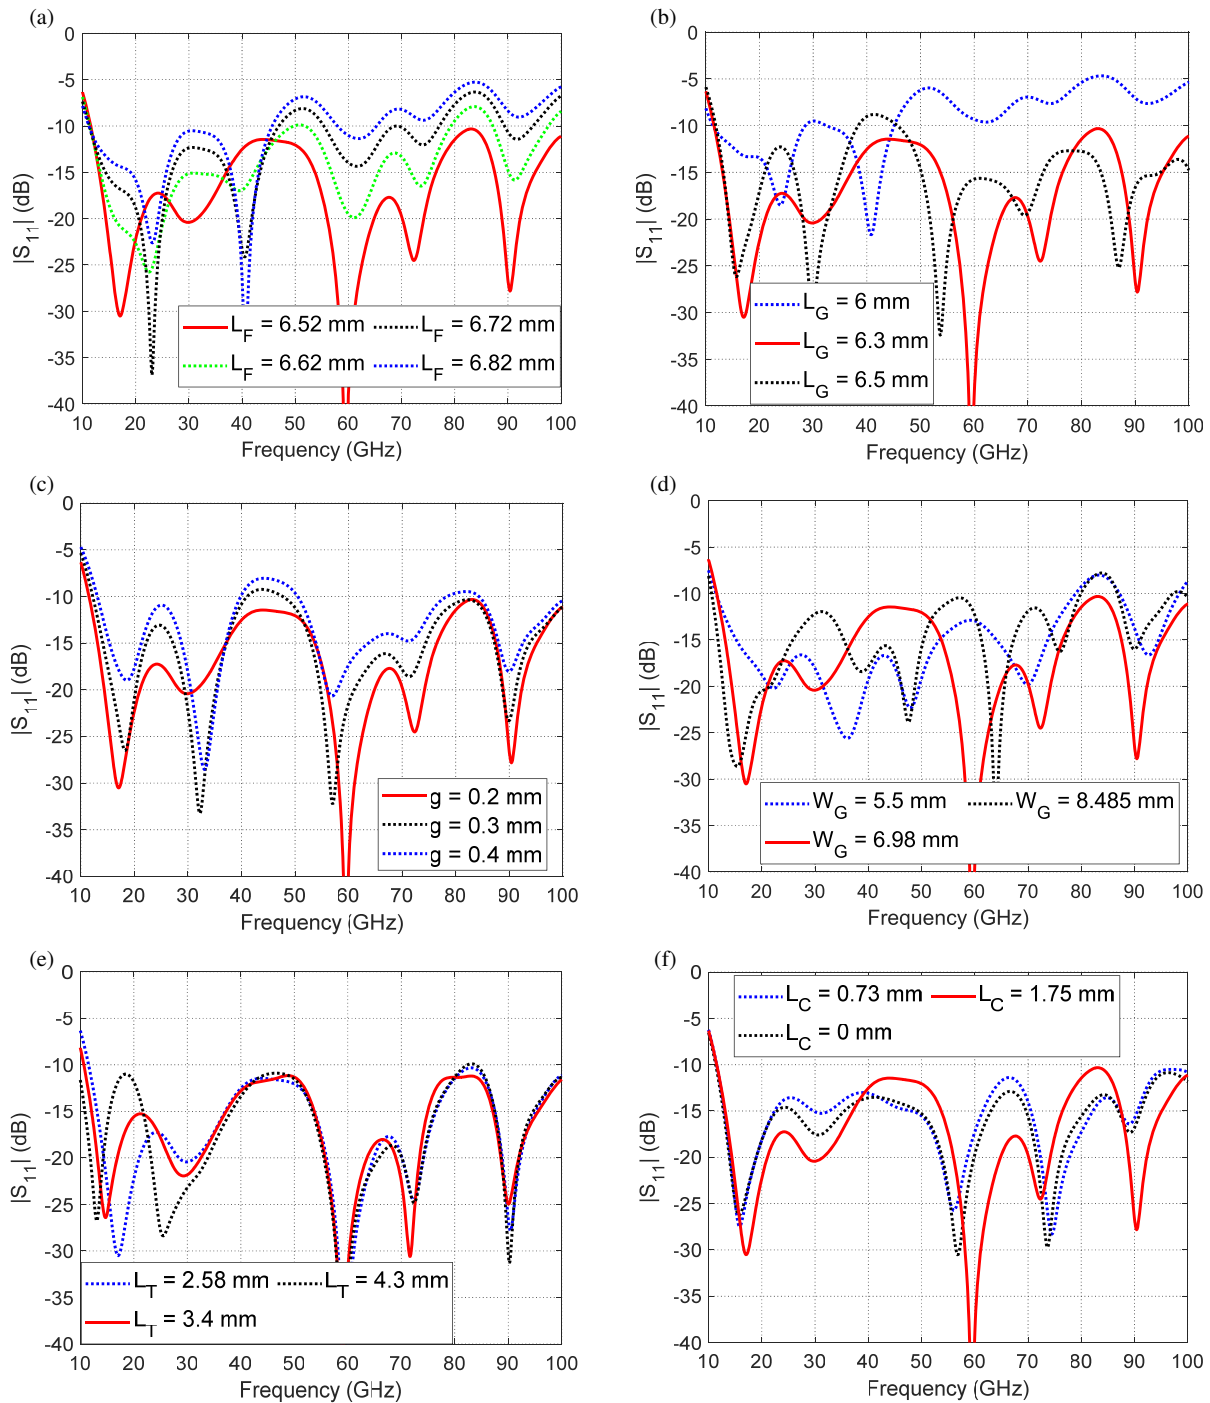 (a)
0
-5
-10
-15
-20
-25
-30
-35
-40
|S11| (dB)
LF = 6.52 mm LF = 6.72 mm
LF = 6.62 mm LF = 6.82 mm
10 20 30 40 50 60 70 80 90 100
Frequency (GHz)
(b)
0
-5
-10
-15
-20
-25
-30
-35
-40
|S11| (dB)
LG = 6 mm
LG = 6.3 mm
LG = 6.5 mm
10 20 30 40 50 60 70 80 90 100
Frequency (GHz)
(c)
0
-5
-10
-15
-20
-25
-30
-35
-40
|S11| (dB)
g = 0.2 mm
g = 0.3 mm
g = 0.4 mm
10 20 30 40 50 60 70 80 90 100
Frequency (GHz)
(d)
0
-5
-10
-15
-20
-25
-30
-35
-40
|S11| (dB)
WG = 5.5 mm WG = 8.485 mm
WG = 6.98 mm
10 20 30 40 50 60 70 80 90 100
Frequency (GHz)
(e)
0
-5
-10
-15
-20
-25
-30
-35
-40
|S11| (dB)
LT = 2.58 mm LT = 4.3 mm
LT = 3.4 mm
10 20 30 40 50 60 70 80 90 100
Frequency (GHz)
(f)
0
-5
-10
-15
-20
-25
-30
-35
-40
|S11| (dB)
LC = 0.73 mm LC = 1.75 mm
LC = 0 mm
10 20 30 40 50 60 70 80 90 100
Frequency (GHz)